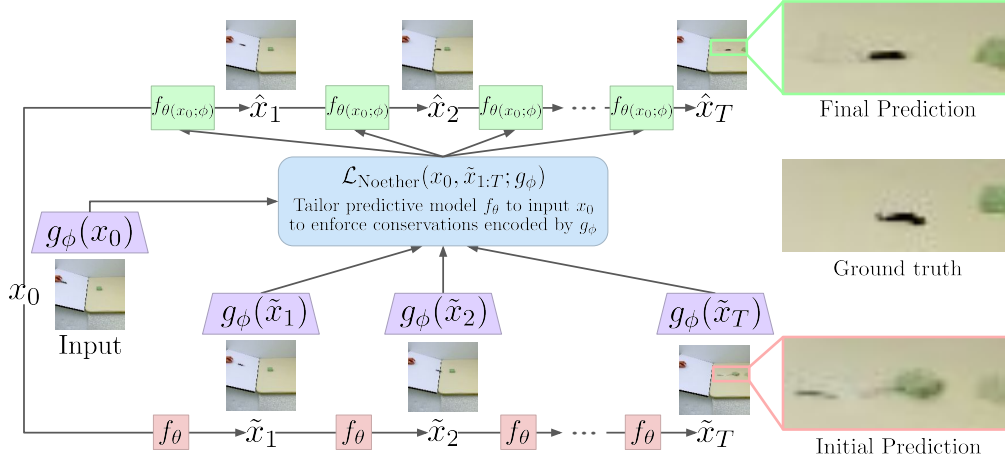 f_{θ(x_0;ϕ)} x̂_1 f_{θ(x_0;ϕ)} x̂_2 f_{θ(x_0;ϕ)} ⋯ f_{θ(x_0;ϕ)} x̂_T
Final Prediction
ℒ_{Noether}(x_0, x̃_{1:T}; g_ϕ)
Tailor predictive model f_θ to input x_0
to enforce conservations encoded by g_ϕ
g_ϕ(x_0)
Ground truth
x_0
Input
g_ϕ(x̃_1) g_ϕ(x̃_2) g_ϕ(x̃_T)
f_θ x̃_1 f_θ x̃_2 f_θ ⋯ f_θ x̃_T
Initial Prediction